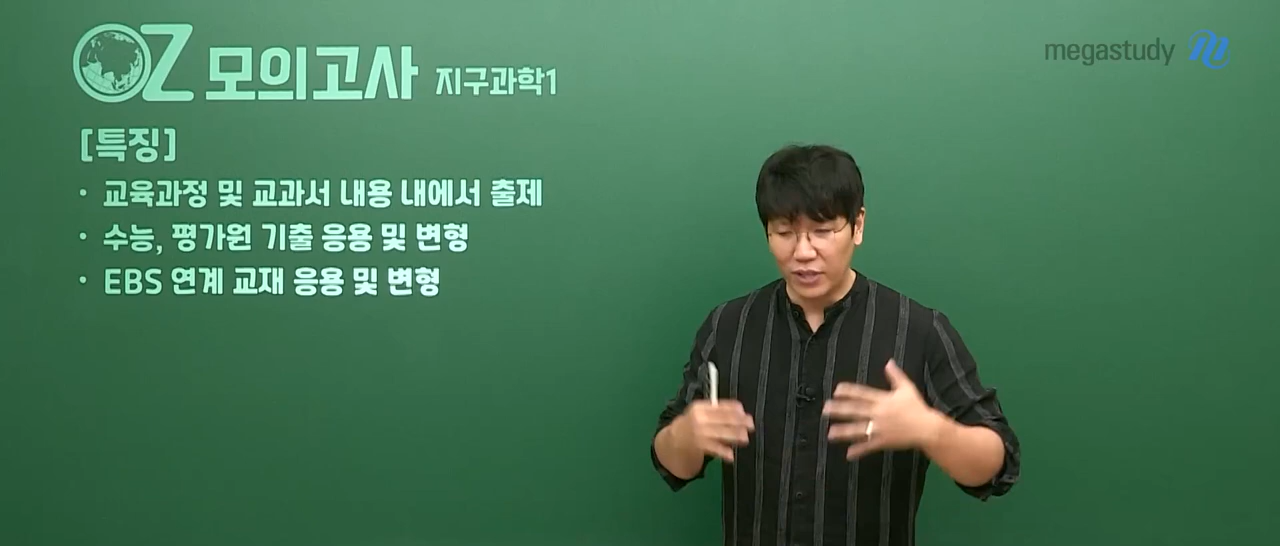 OZ 모의고사 지구과학1
megastudy
[특징]
· 교육과정 및 교과서 내용 내에서 출제
· 수능, 평가원 기출 응용 및 변형
· EBS 연계 교재 응용 및 변형